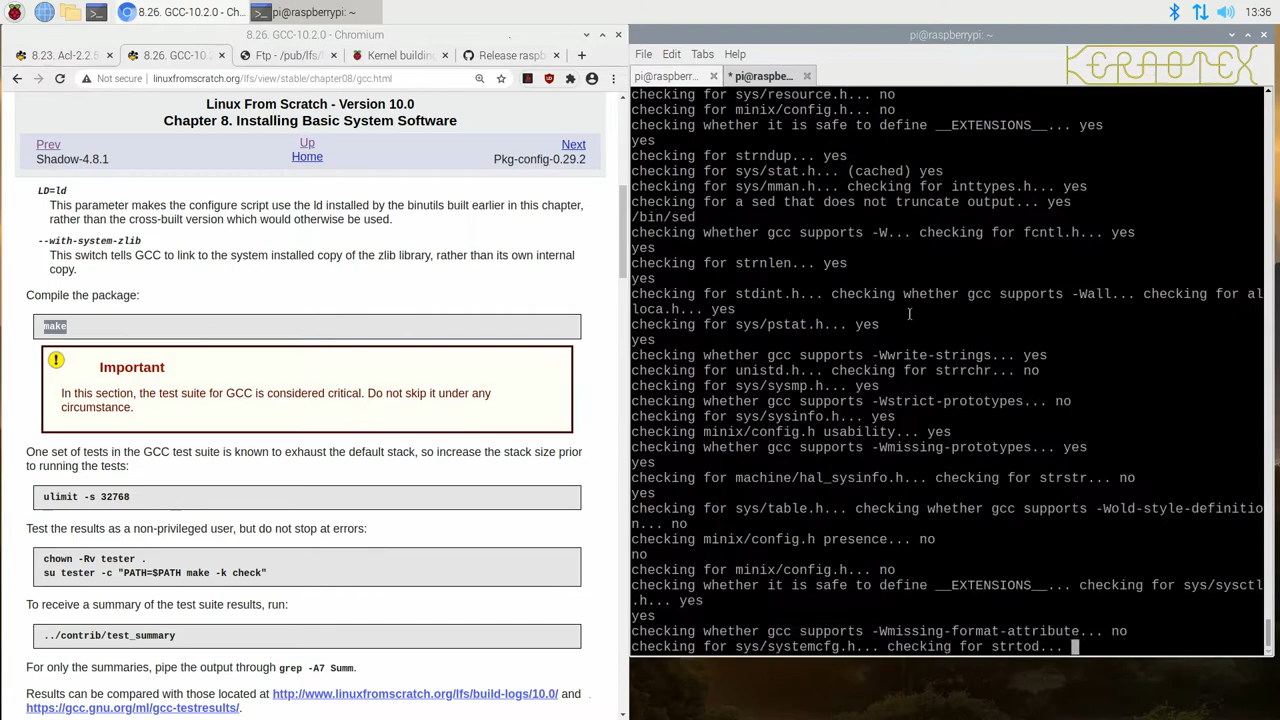 8.26. GCC-10.2.0 - Ch...
pi@raspberrypi: ~
13:36
8.26. GCC-10.2.0 - Chromium
8.23. Acl-2.2.5
8.26. GCC-10.2.0
Ftp - /pub/lfs/
Kernel building
Release raspb
Not secure | linuxfromscratch.org/lfs/view/stable/chapter08/gcc.html
Linux From Scratch - Version 10.0
Chapter 8. Installing Basic System Software
Prev
Up
Next
Shadow-4.8.1
Home
Pkg-config-0.29.2
LD=ld
This parameter makes the configure script use the ld installed by the binutils built earlier in this chapter,
rather than the cross-built version which would otherwise be used.
--with-system-zlib
This switch tells GCC to link to the system installed copy of the zlib library, rather than its own internal
copy.
Compile the package:
make
Important
In this section, the test suite for GCC is considered critical. Do not skip it under any
circumstance.
One set of tests in the GCC test suite is known to exhaust the default stack, so increase the stack size prior
to running the tests:
ulimit -s 32768
Test the results as a non-privileged user, but do not stop at errors:
chown -Rv tester .
su tester -c "PATH=$PATH make -k check"
To receive a summary of the test suite results, run:
../contrib/test_summary
For only the summaries, pipe the output through grep -A7 Summ.
Results can be compared with those located at http://www.linuxfromscratch.org/lfs/build-logs/10.0/ and
https://gcc.gnu.org/ml/gcc-testresults/.
pi@raspberrypi: ~
File Edit Tabs Help
KERAOTEX
pi@raspberr...
* pi@raspbe...
checking for sys/resource.h... no
checking for minix/config.h... no
checking whether it is safe to define __EXTENSIONS__... yes
yes
checking for strndup... yes
checking for sys/stat.h... (cached) yes
checking for sys/mman.h... checking for inttypes.h... yes
checking for a sed that does not truncate output... yes
/bin/sed
checking whether gcc supports -W... checking for fcntl.h... yes
yes
checking for strnlen... yes
yes
checking for stdint.h... checking whether gcc supports -Wall... checking for al
loca.h... yes
checking for sys/pstat.h... yes
yes
checking whether gcc supports -Wwrite-strings... yes
checking for unistd.h... checking for strrchr... no
checking for sys/sysmp.h... yes
checking whether gcc supports -Wstrict-prototypes... no
checking for sys/sysinfo.h... yes
checking minix/config.h usability... yes
checking whether gcc supports -Wmissing-prototypes... yes
yes
checking for machine/hal_sysinfo.h... checking for strstr... no
yes
checking for sys/table.h... checking whether gcc supports -Wold-style-definitio
n... no
checking minix/config.h presence... no
no
checking for minix/config.h... no
checking whether it is safe to define __EXTENSIONS__... checking for sys/sysctl
.h... yes
yes
checking whether gcc supports -Wmissing-format-attribute... no
checking for sys/systemcfg.h... checking for strtod...